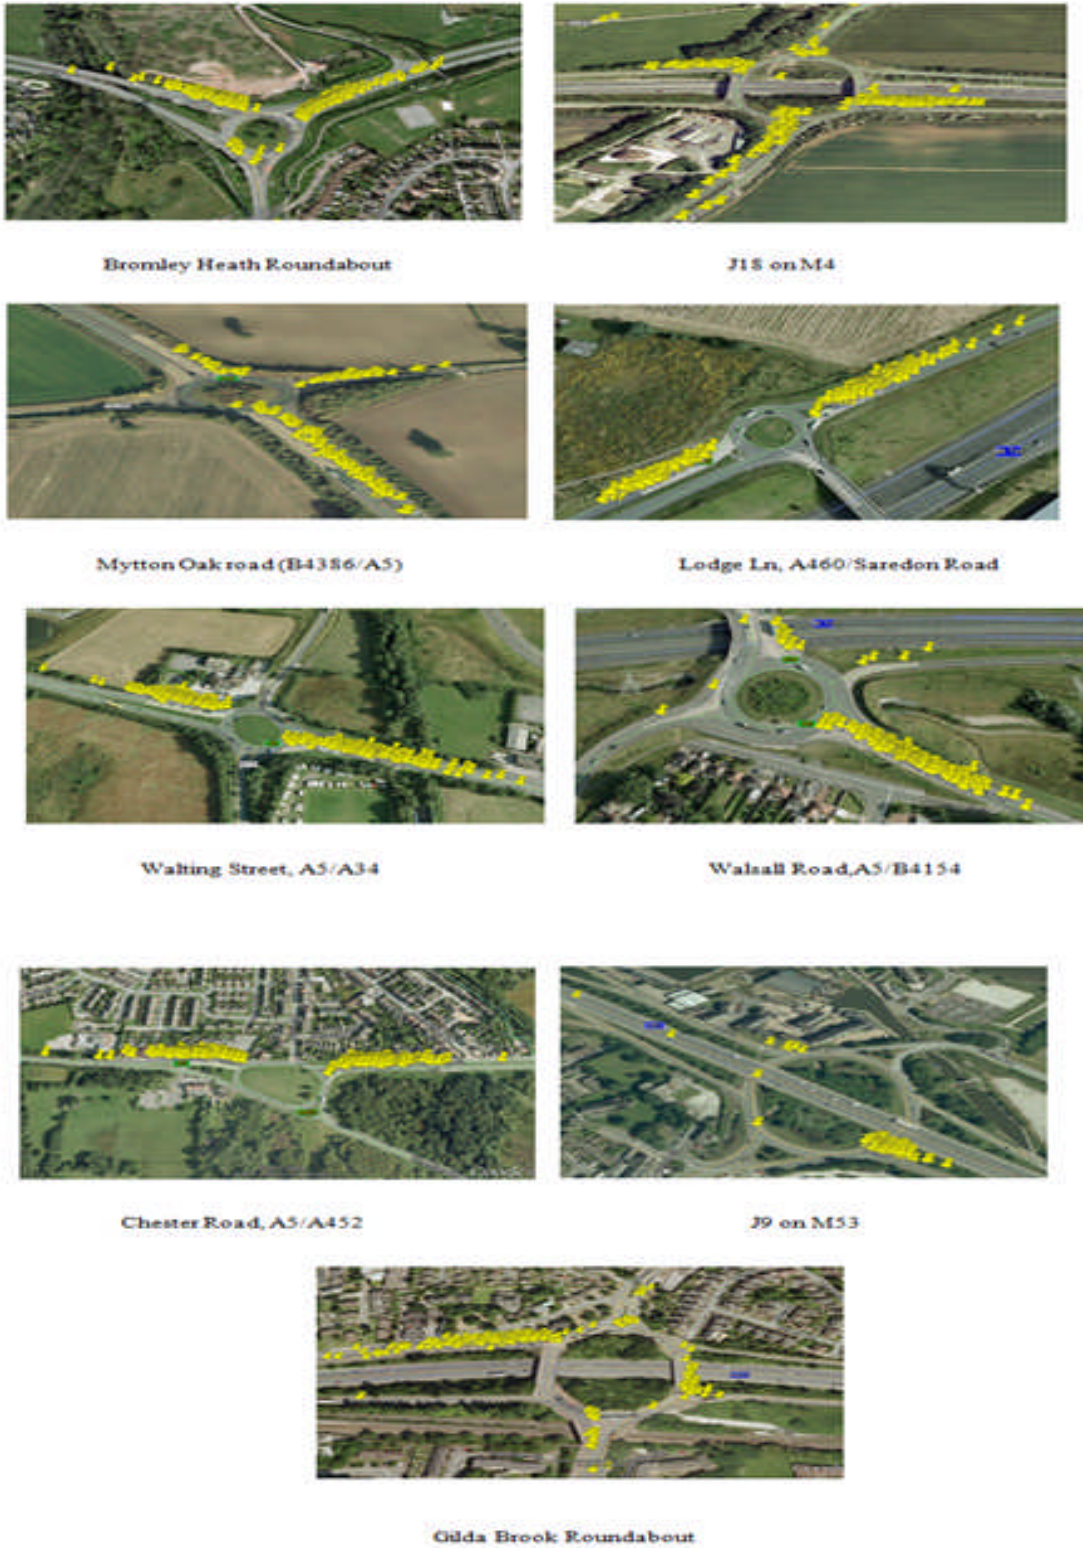 Bromley Heath Roundabout
J18 on M4
Mytton Oak road (B4386/A5)
Lodge Ln, A460/Saredon Road
Walting Street, A5/A34
Walsall Road,A5/B4154
Chester Road, A5/A452
J9 on M53
Gilda Brook Roundabout